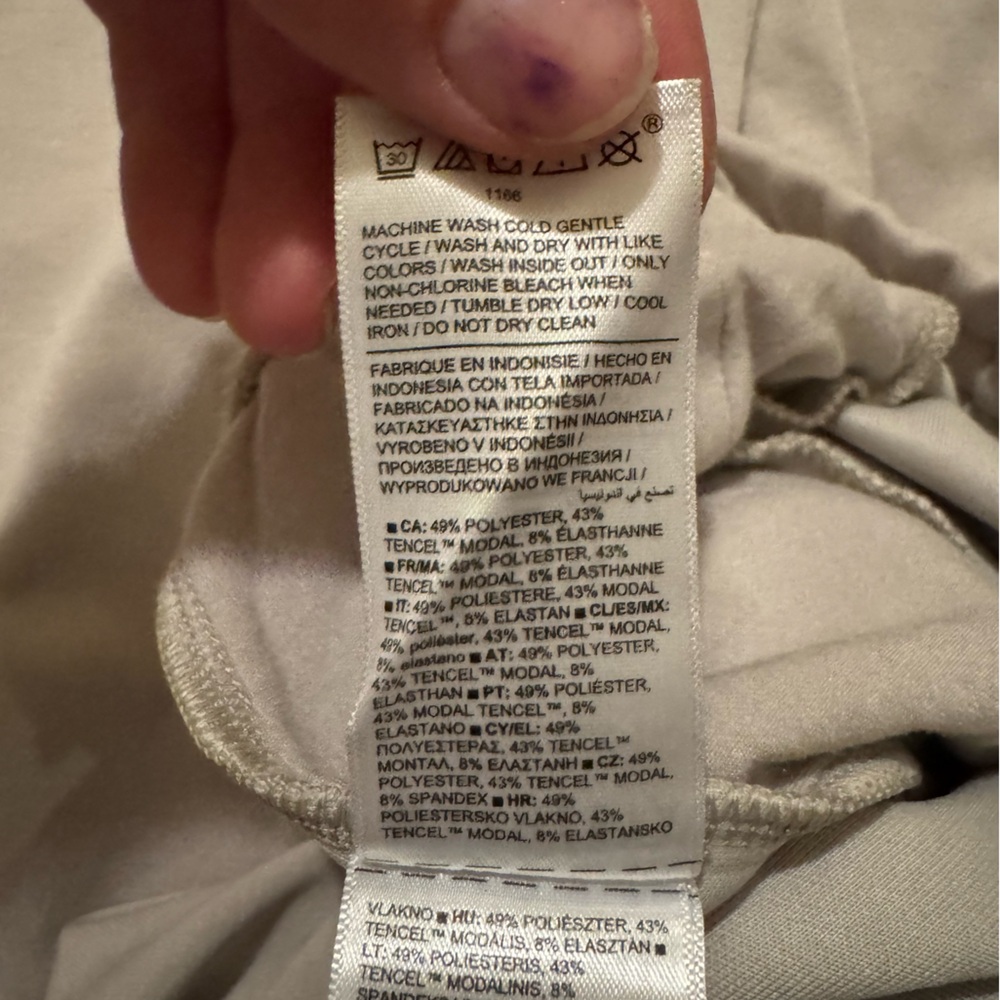 30
®
1166
MACHINE WASH COLD GENTLE
CYCLE / WASH AND DRY WITH LIKE
COLORS / WASH INSIDE OUT / ONLY
NON-CHLORINE BLEACH WHEN
NEEDED / TUMBLE DRY LOW / COOL
IRON / DO NOT DRY CLEAN
FABRIQUE EN INDONISIE / HECHO EN
INDONESIA CON TELA IMPORTADA /
FABRICADO NA INDONÉSIA /
ΚΑΤΑΣΚΕΥΑΣΤΗΚΕ ΣΤΗΝ ΙΝΔΟΝΗΣΙΑ /
VYROBENO V INDONÉSII /
ПРОИЗВЕДЕНО В ИНДОНЕЗИЯ /
WYPRODUKOWANO WE FRANCJI /
تصنع في اندونيسيا
■ CA: 49% POLYESTER, 43%
TENCEL™ MODAL, 8% ÉLASTHANNE
■ FR/MA: 49% POLYESTER, 43%
TENCEL™ MODAL, 8% ÉLASTHANNE
■ IT: 49% POLIESTERE, 43% MODAL
TENCEL™, 8% ELASTAN ■ CL/ES/MX:
49% poliéster, 43% TENCEL™ MODAL,
8% elastano ■ AT: 49% POLYESTER,
43% TENCEL™ MODAL, 8%
ELASTHAN ■ PT: 49% POLIÉSTER,
43% MODAL TENCEL™, 8%
ELASTANO ■ CY/EL: 49%
ΠΟΛΥΕΣΤΕΡΑΣ, 43% TENCEL™
ΜΟΝΤΑΛ, 8% ΕΛΑΣΤΑΝΗ ■ CZ: 49%
POLYESTER, 43% TENCEL™ MODAL,
8% SPANDEX ■ HR: 49%
POLIESTERSKO VLAKNO, 43%
TENCEL™ MODAL, 8% ELASTANSKO
VLAKNO ■ HU: 49% POLIÉSZTER, 43%
TENCEL™ MODÁLIS, 8% ELASZTÁN ■
LT: 49% POLIESTERIS, 43%
TENCEL™ MODALINIS, 8%